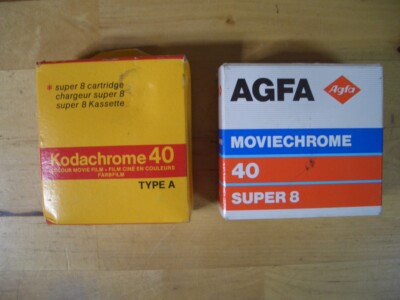 super 8 cartridge
chargeur super 8
super 8 Kassette
Kodachrome 40
COLOUR MOVIE FILM • FILM CINÉ EN COULEURS
FARBFILM
TYPE A
AGFA
Agfa
MOVIECHROME
40
SUPER 8